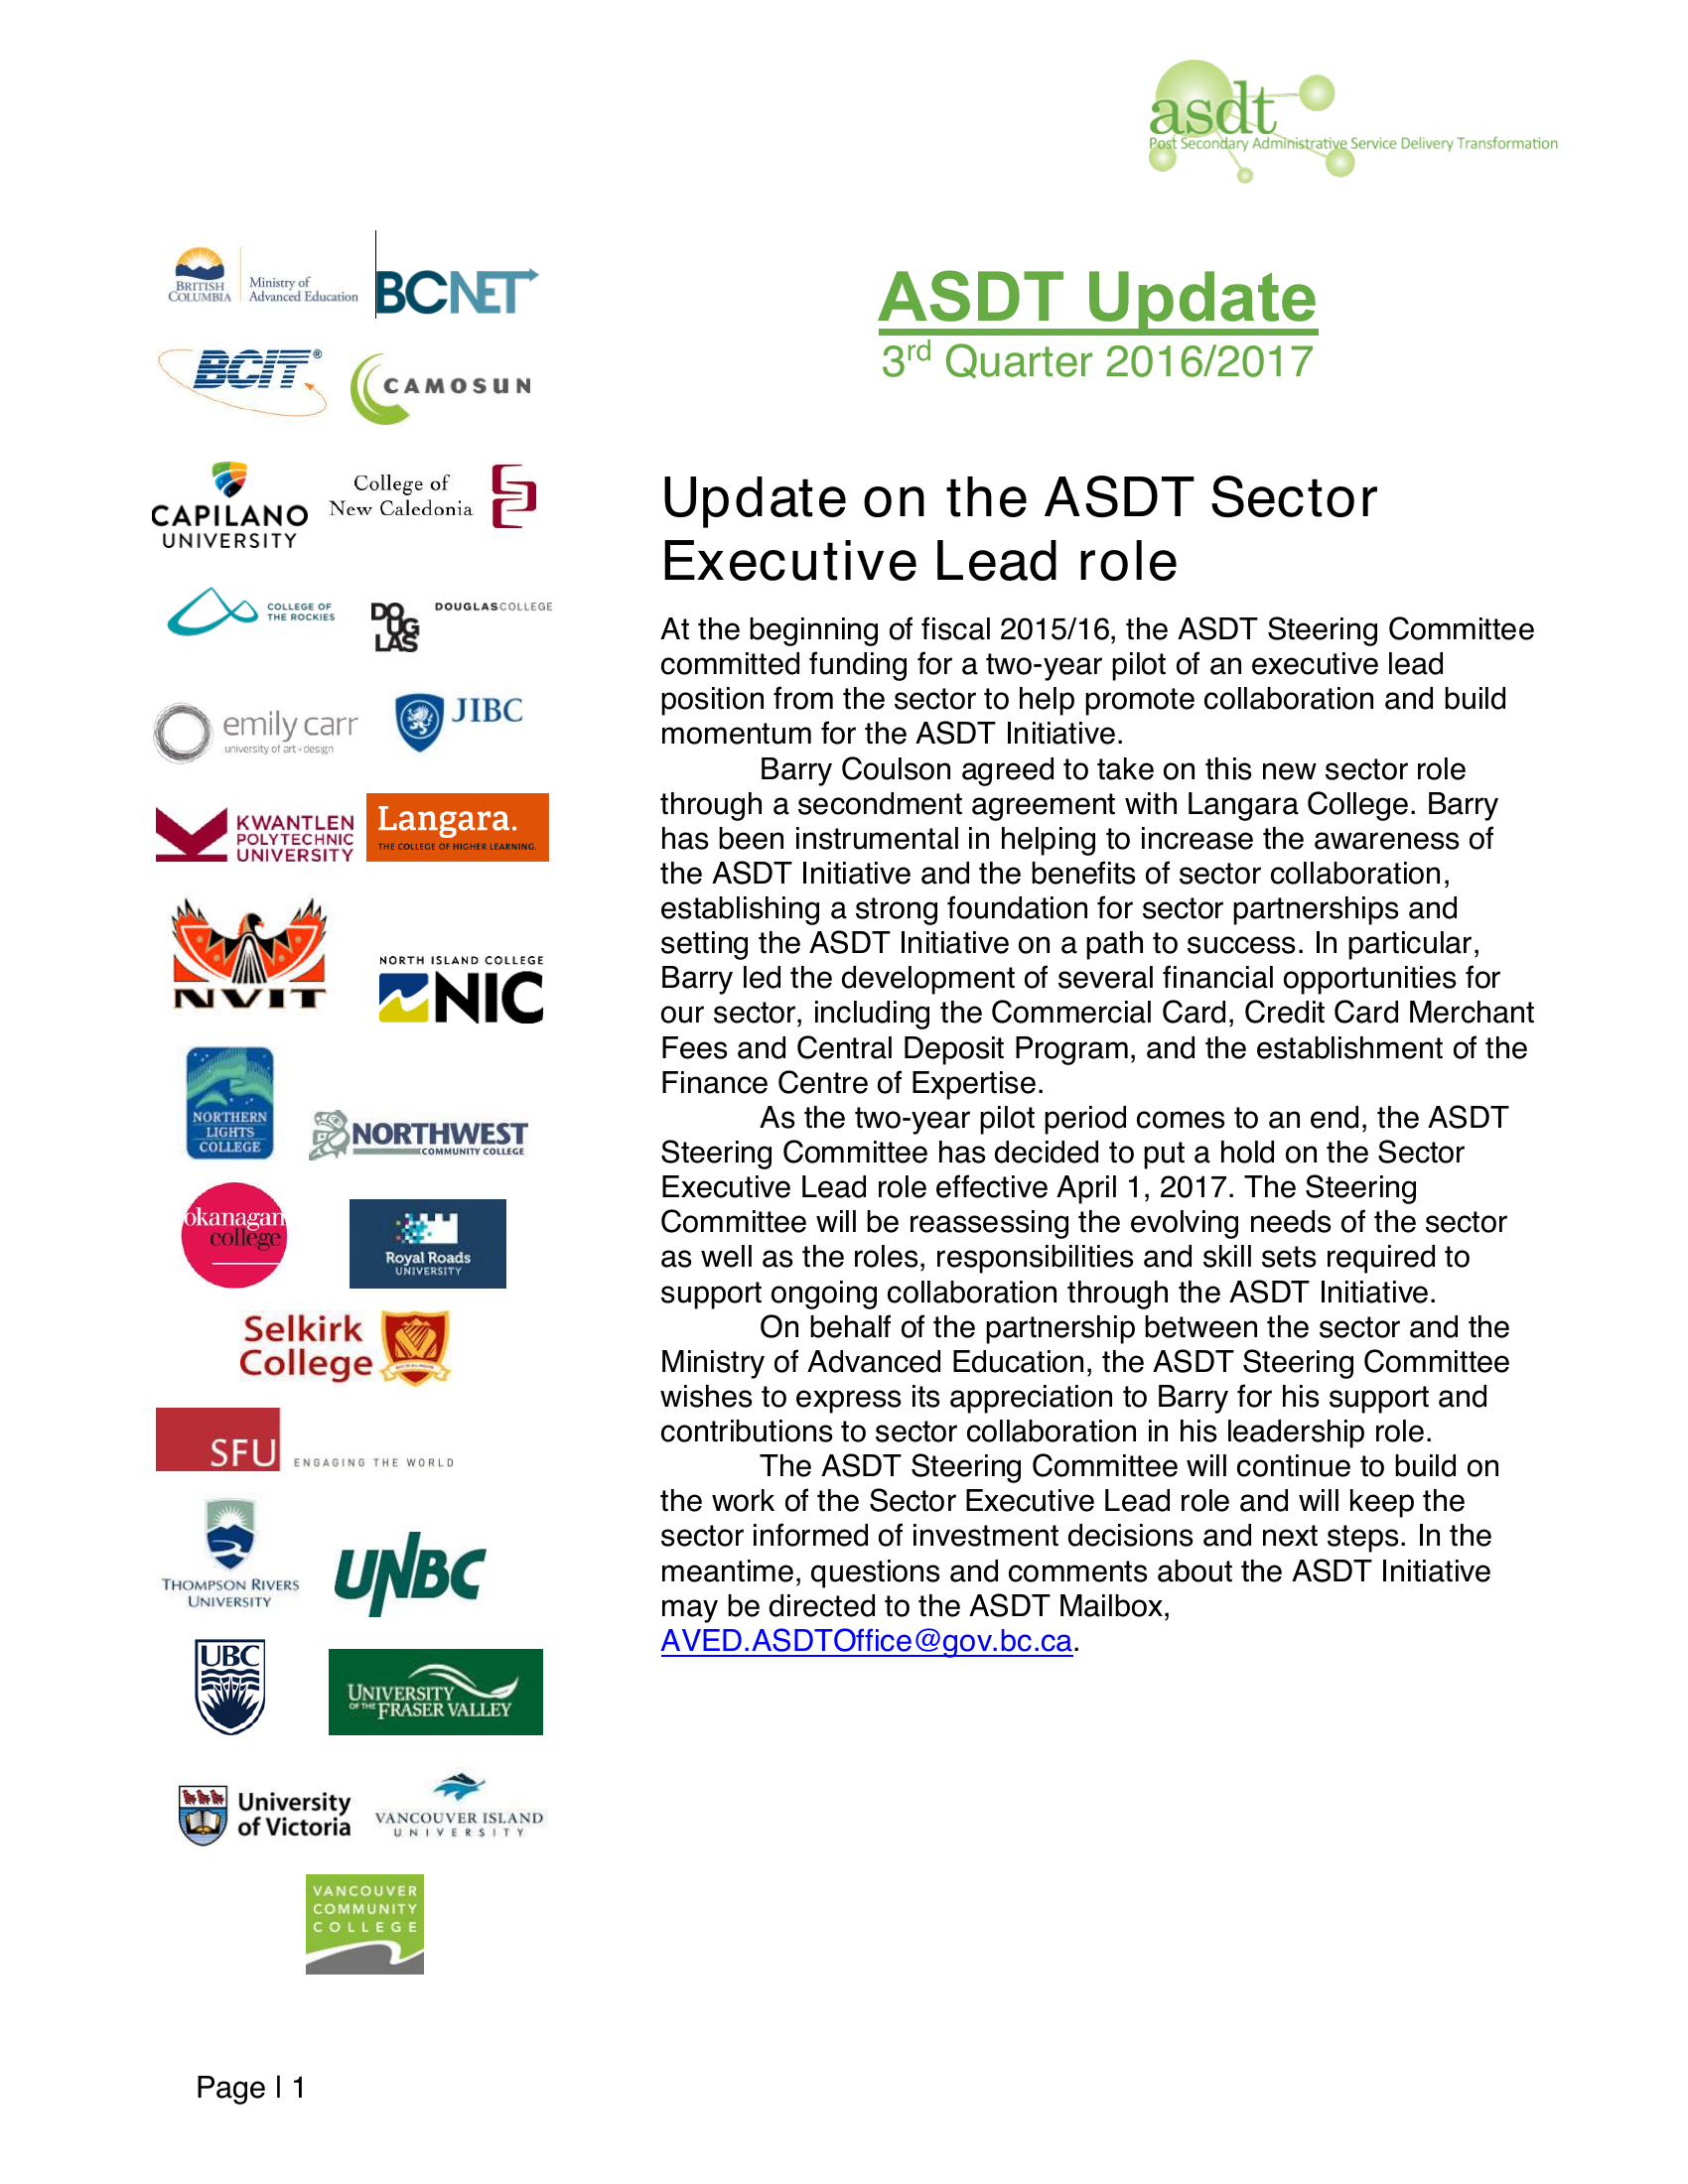 asdt
Post Secondary Administrative Service Delivery Transformation
BRITISH
COLUMBIA
Ministry of
Advanced Education
BCNET
BCIT®
CAMOSUN
CAPILANO
UNIVERSITY
College of
New Caledonia
COLLEGE OF
THE ROCKIES
DO
UG
LAS
DOUGLASCOLLEGE
emily carr
university of art + design
JIBC
KWANTLEN
POLYTECHNIC
UNIVERSITY
Langara.
THE COLLEGE OF HIGHER LEARNING.
NVIT
NORTH ISLAND COLLEGE
NIC
NORTHERN
LIGHTS
COLLEGE
NORTHWEST
COMMUNITY COLLEGE
okanagan
college
Royal Roads
UNIVERSITY
Selkirk
College
SFU
ENGAGING THE WORLD
THOMPSON RIVERS
UNIVERSITY
UNBC
UBC
UNIVERSITY
OF THE FRASER VALLEY
University
of Victoria
VANCOUVER ISLAND
UNIVERSITY
VANCOUVER
COMMUNITY
COLLEGE
ASDT Update
3rd Quarter 2016/2017
Update on the ASDT Sector
Executive Lead role
At the beginning of fiscal 2015/16, the ASDT Steering Committee
committed funding for a two-year pilot of an executive lead
position from the sector to help promote collaboration and build
momentum for the ASDT Initiative.
Barry Coulson agreed to take on this new sector role
through a secondment agreement with Langara College. Barry
has been instrumental in helping to increase the awareness of
the ASDT Initiative and the benefits of sector collaboration,
establishing a strong foundation for sector partnerships and
setting the ASDT Initiative on a path to success. In particular,
Barry led the development of several financial opportunities for
our sector, including the Commercial Card, Credit Card Merchant
Fees and Central Deposit Program, and the establishment of the
Finance Centre of Expertise.
As the two-year pilot period comes to an end, the ASDT
Steering Committee has decided to put a hold on the Sector
Executive Lead role effective April 1, 2017. The Steering
Committee will be reassessing the evolving needs of the sector
as well as the roles, responsibilities and skill sets required to
support ongoing collaboration through the ASDT Initiative.
On behalf of the partnership between the sector and the
Ministry of Advanced Education, the ASDT Steering Committee
wishes to express its appreciation to Barry for his support and
contributions to sector collaboration in his leadership role.
The ASDT Steering Committee will continue to build on
the work of the Sector Executive Lead role and will keep the
sector informed of investment decisions and next steps. In the
meantime, questions and comments about the ASDT Initiative
may be directed to the ASDT Mailbox,
AVED.ASDTOffice@gov.bc.ca.
Page | 1